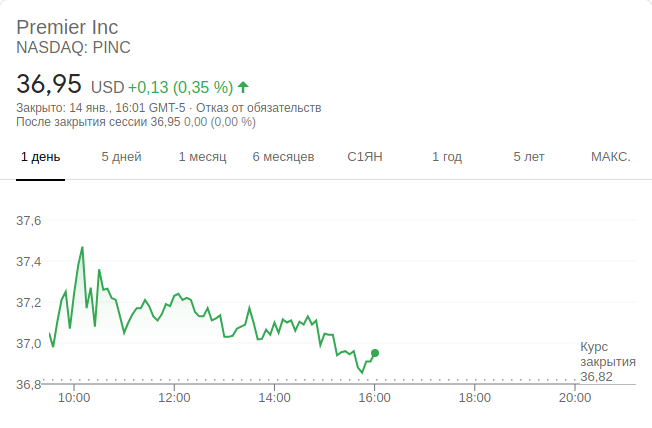 Premier Inc
NASDAQ: PINC
36,95 USD +0,13 (0,35 %)
Закрыто: 14 янв., 16:01 GMT-5 · Отказ от обязательств
После закрытия сессии 36,95 0,00 (0,00 %)
1 день 5 дней 1 месяц 6 месяцев С1ЯН 1 год 5 лет МАКС.
37,6
37,4
37,2
37,0
36,8
Курс
закрытия
36,82
10:00 12:00 14:00 16:00 18:00 20:00